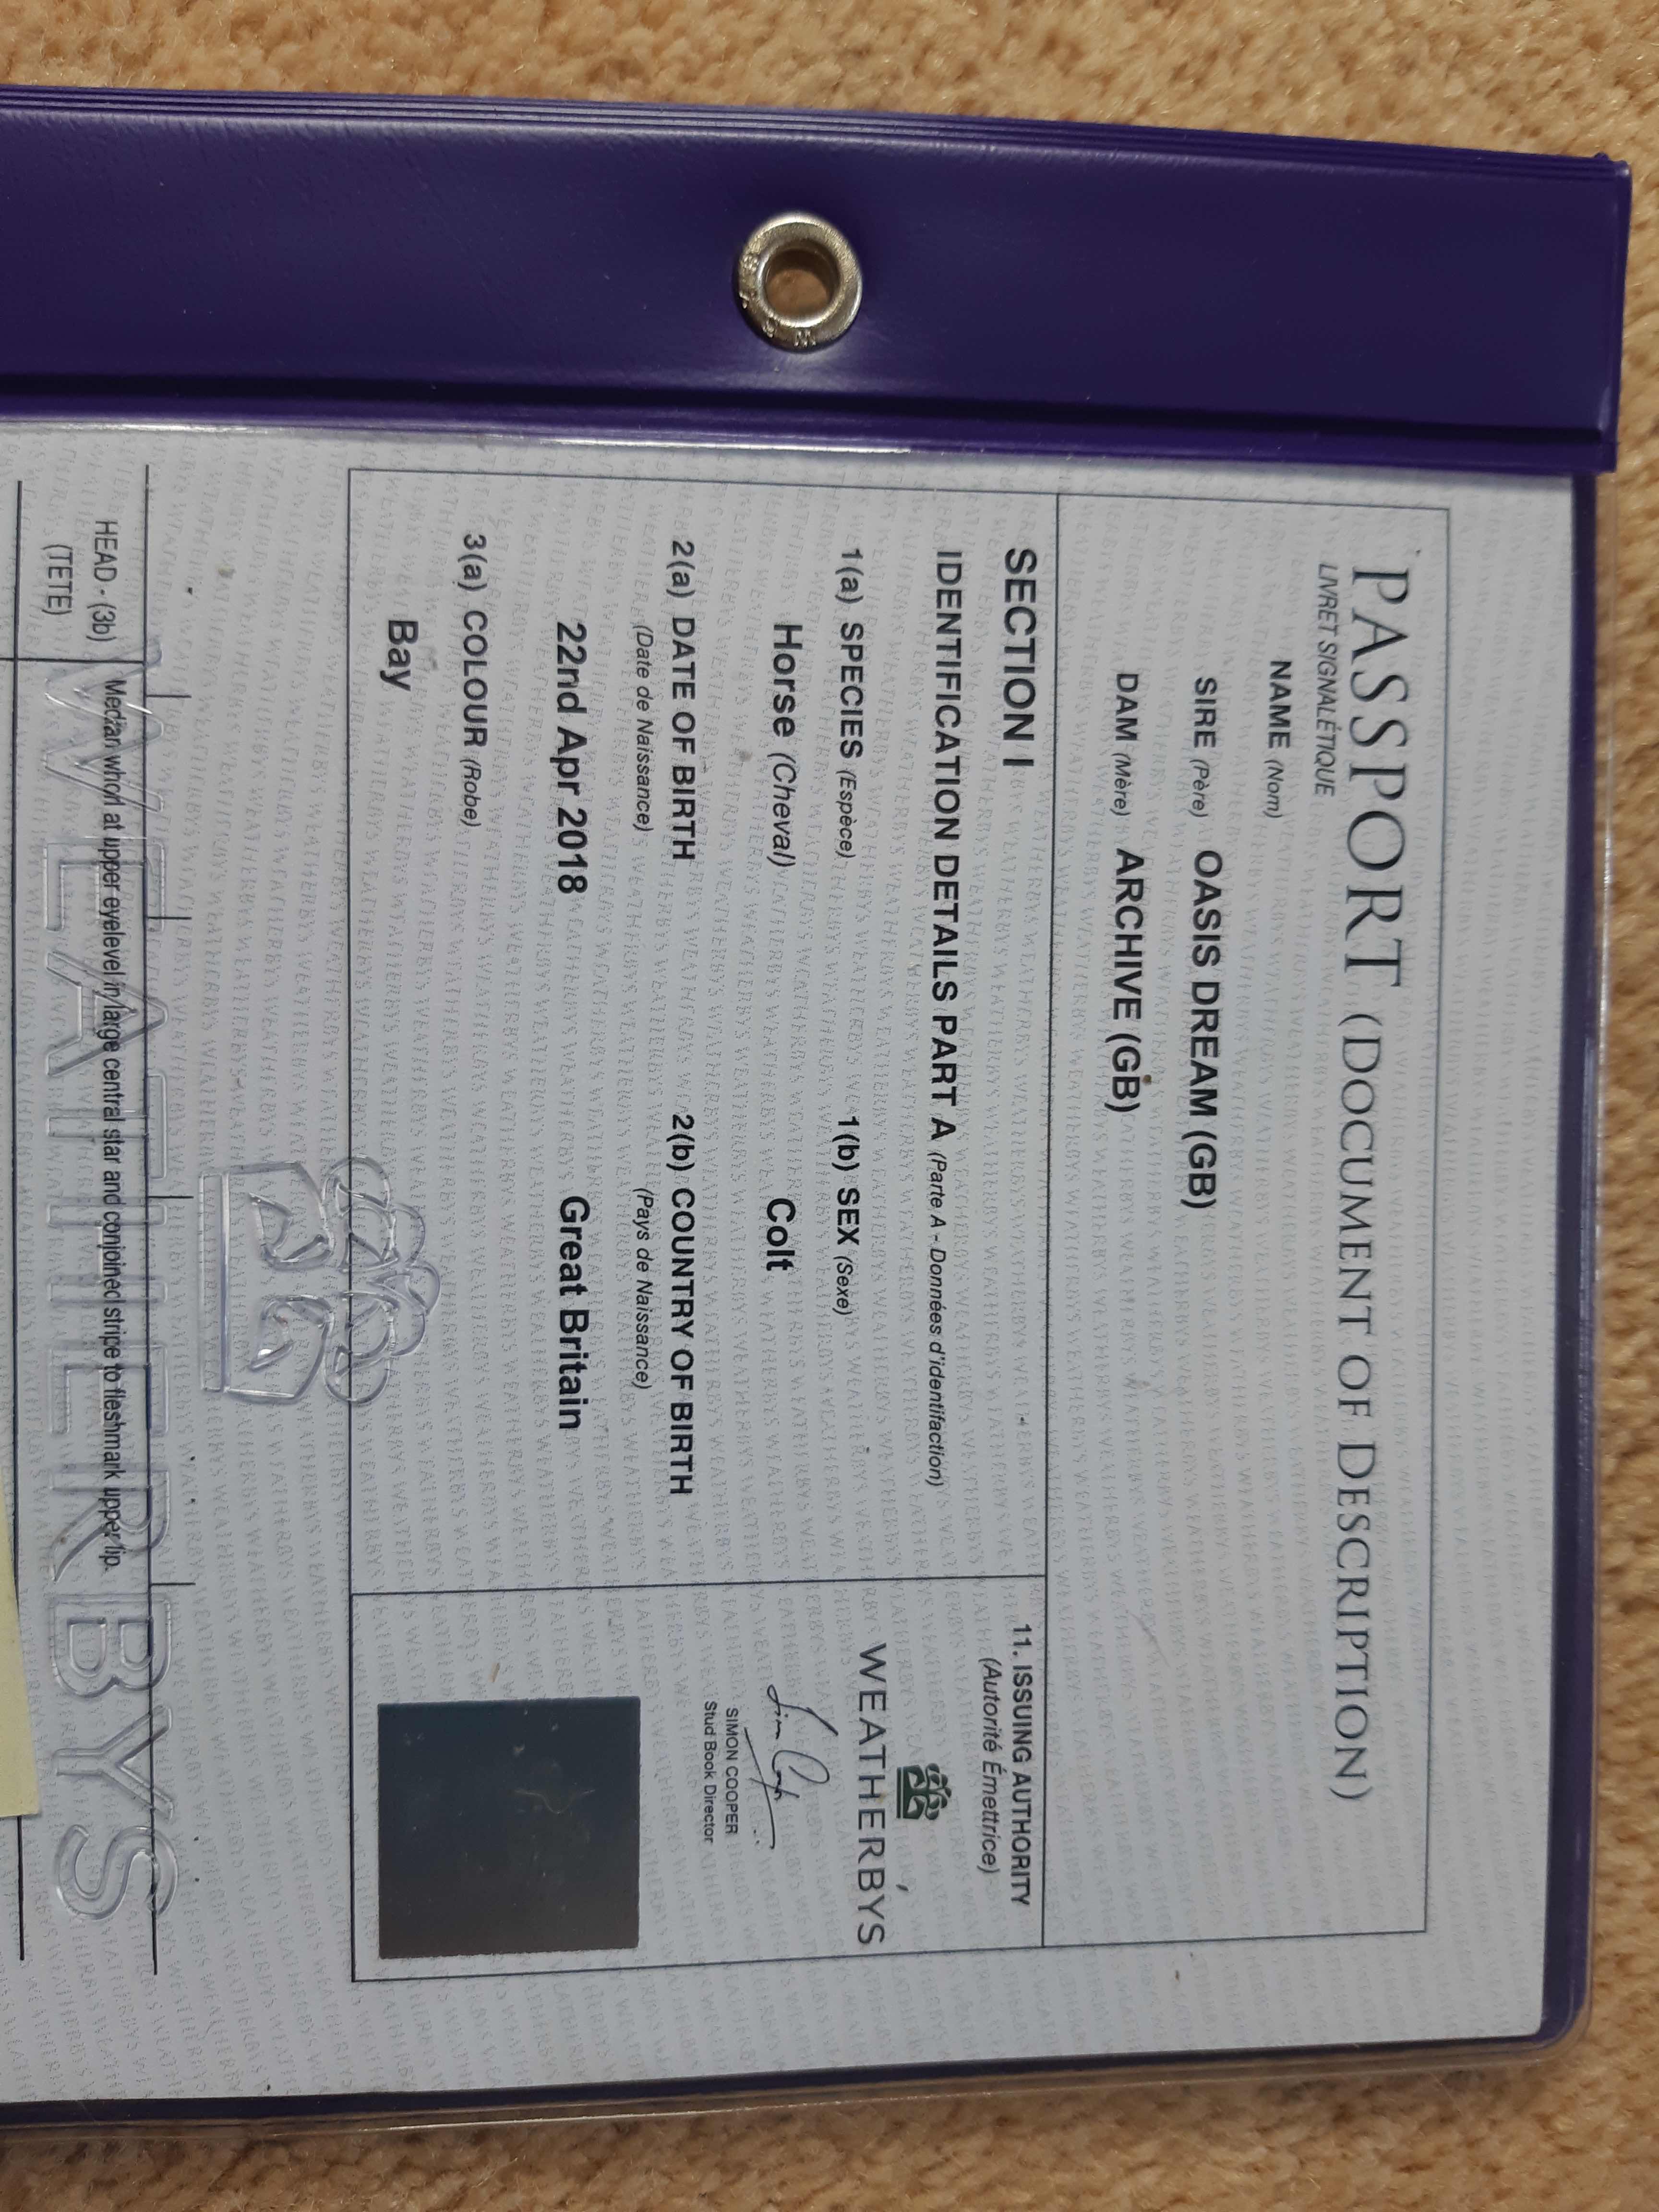 PASSPORT (DOCUMENT OF DESCRIPTION)
LIVRET SIGNALÉTIQUE
NAME (Nom)
SIRE (Père) OASIS DREAM (GB)
DAM (Mère) ARCHIVE (GB)
SECTION I
IDENTIFICATION DETAILS PART A (Parte A - Données d'identifaction)
1(a) SPECIES (Espèce) 1(b) SEX (Sexe)
Horse (Cheval) Colt
2(a) DATE OF BIRTH 2(b) COUNTRY OF BIRTH
(Date de Naissance) (Pays de Naissance)
22nd Apr 2018 Great Britain
3(a) COLOUR (Robe)
Bay
11. ISSUING AUTHORITY
(Autorité Émettrice)
WEATHERBYS
SIMON COOPER
Stud Book Director
HEAD - (3b) Median whorl at upper eyelevel in large central star and conjoined stripe to fleshmark upper lip.
(TETE)
WEATHERBYS